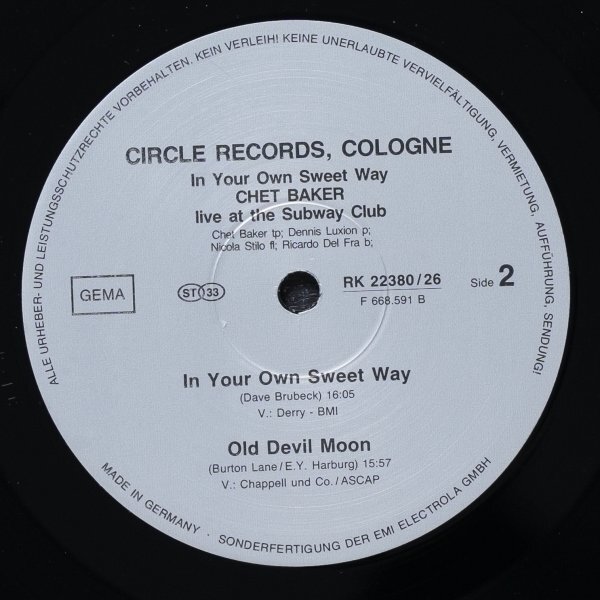 ALLE URHEBER- UND LEISTUNGSSCHUTZRECHTE VORBEHALTEN. KEIN VERLEIH! KEINE UNERLAUBTE VERVIELFÄLTIGUNG, VERMIETUNG, AUFFÜHRUNG, SENDUNG!
CIRCLE RECORDS, COLOGNE
In Your Own Sweet Way
CHET BAKER
live at the Subway Club
Chet Baker tp; Dennis Luxion p;
Nicola Stilo fl; Ricardo Del Fra b;
GEMA
ST 33
RK 22380/26
F 668.591 B
Side 2
In Your Own Sweet Way
(Dave Brubeck) 16:05
V.: Derry - BMI
Old Devil Moon
(Burton Lane/E.Y. Harburg) 15:57
V.: Chappell und Co./ASCAP
MADE IN GERMANY · SONDERFERTIGUNG DER EMI ELECTROLA GMBH